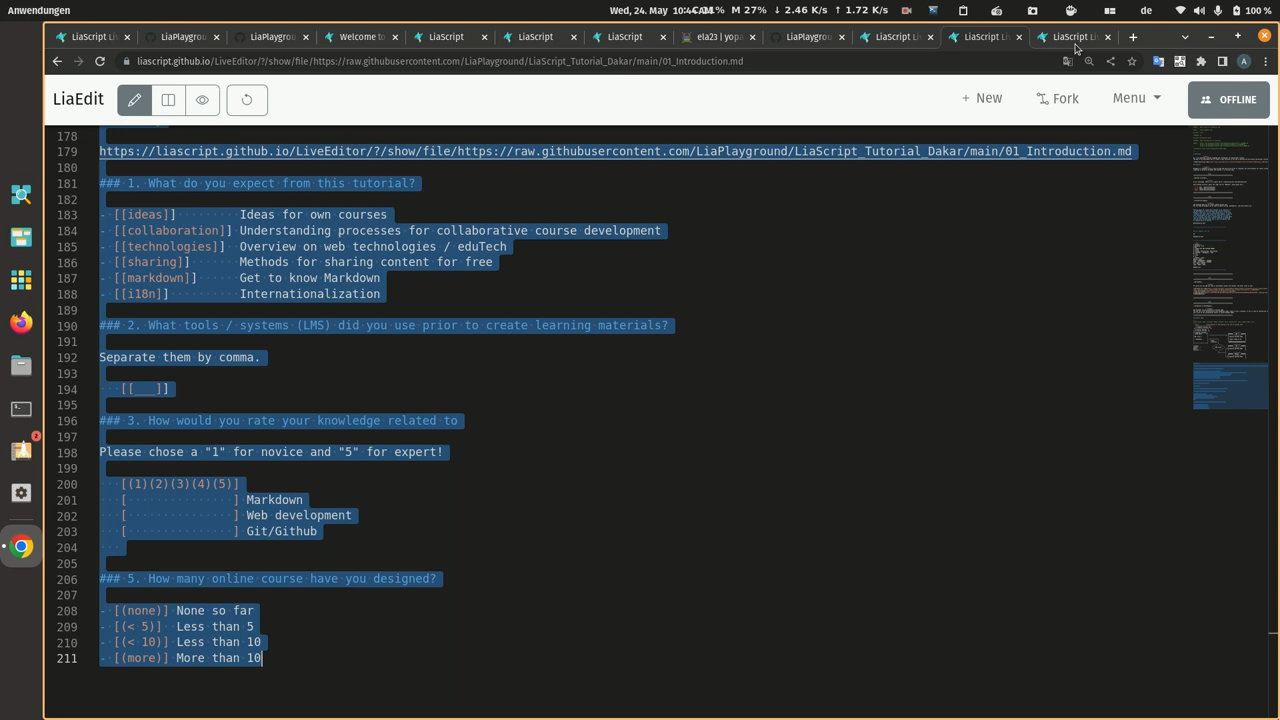 Anwendungen
Wed, 24. May
M 27% ↓ 2.46 K/s ↑ 1.72 K/s
de
100 %
LiaScript Li
LiaPlaygrou
LiaPlaygrou
Welcome to
LiaScript
LiaScript
LiaScript
ela23 | yopa
LiaPlaygrou
LiaScript Li
LiaScript Li
LiaScript Li
liascript.github.io/LiveEditor/?/show/file/https://raw.githubusercontent.com/LiaPlayground/LiaScript_Tutorial_Dakar/main/01_Introduction.md
A
LiaEdit
+ New
Fork
Menu
OFFLINE
178
179 https://liascript.github.io/LiveEditor/?/show/file/https://raw.githubusercontent.com/LiaPlayground/LiaScript_Tutorial_Dakar/main/01_Introduction.md
180
181 ### 1. What do you expect from this tutorial?
182
183 - [[ideas]] Ideas for own courses
184 - [[collaboration]] Understanding processes for collaborative course development
185 - [[technologies]] Overview on web technologies / eduTech
186 - [[sharing]] Methods for sharing content for free
187 - [[markdown]] Get to know Markdown
188 - [[i18n]] Internationalization
189
190 ### 2. What tools / systems (LMS) did you use prior to create learning materials?
191
192 Separate them by comma.
193
194 [[___]]
195
196 ### 3. How would you rate your knowledge related to
197
198 Please chose a "1" for novice and "5" for expert!
199
200 [(1)(2)(3)(4)(5)]
201 [ ] Markdown
202 [ ] Web development
203 [ ] Git/Github
204
205
206 ### 5. How many online course have you designed?
207
208 - [(none)] None so far
209 - [(< 5)] Less than 5
210 - [(< 10)] Less than 10
211 - [(more)] More than 10